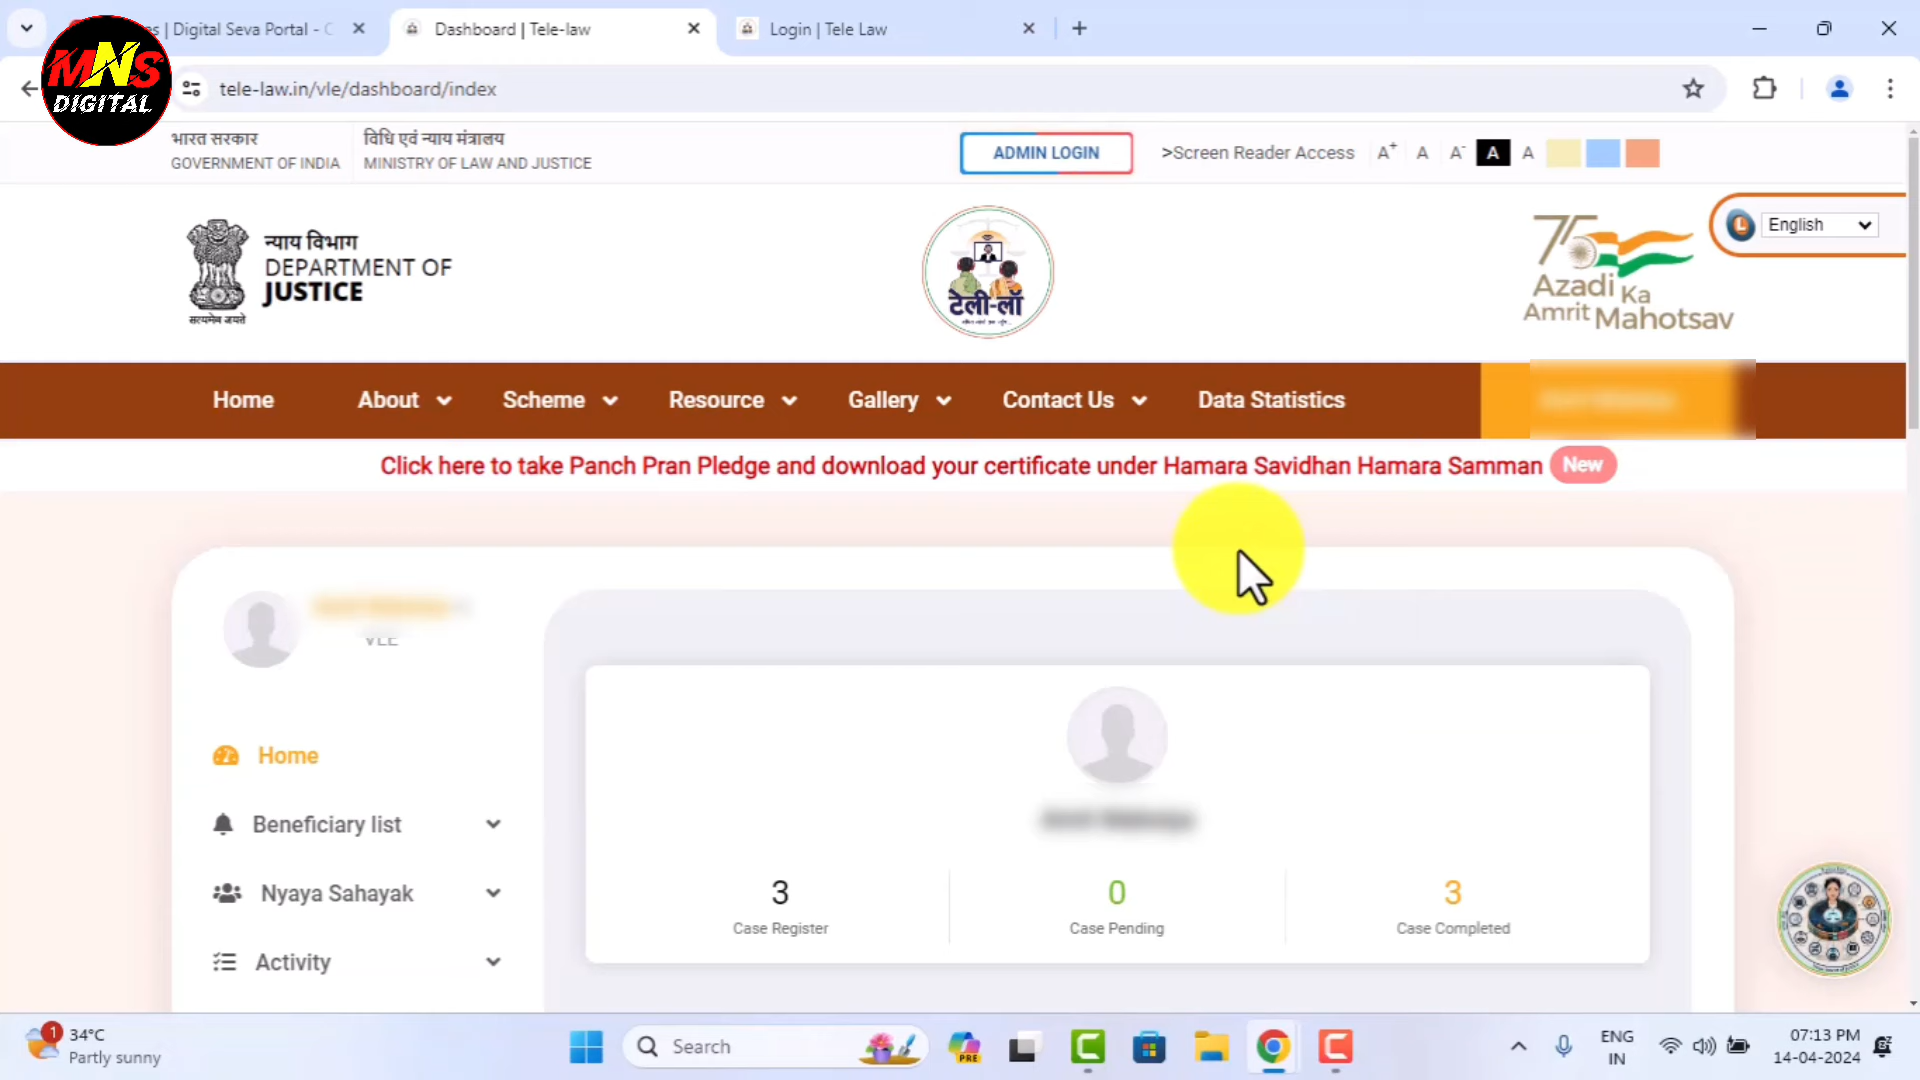 es | Digital Seva Portal - C
Dashboard | Tele-law
Login | Tele Law
MNS
DIGITAL
tele-law.in/vle/dashboard/index
भारत सरकार
GOVERNMENT OF INDIA
विधि एवं न्याय मंत्रालय
MINISTRY OF LAW AND JUSTICE
ADMIN LOGIN
>Screen Reader Access
A+ A A- A A
न्याय विभाग
DEPARTMENT OF
JUSTICE
सत्यमेव जयते
टेली-लॉ
75
Azadi Ka
Amrit Mahotsav
English
Home About Scheme Resource Gallery Contact Us Data Statistics
Click here to take Panch Pran Pledge and download your certificate under Hamara Savidhan Hamara Samman New
VLE
Home
Beneficiary list
Nyaya Sahayak
Activity
3
Case Register
0
Case Pending
3
Case Completed
1
34°C
Partly sunny
Search
PRE
ENG
IN
07:13 PM
14-04-2024